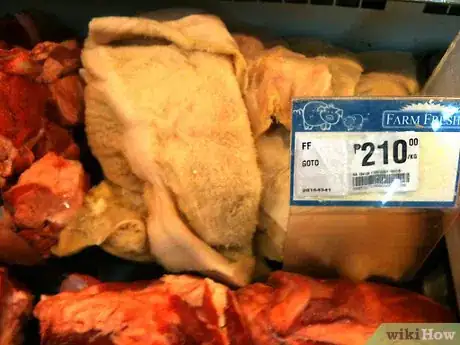 FARM FRESH
FF
GOTO
₱210.00
/KG
wikiHow